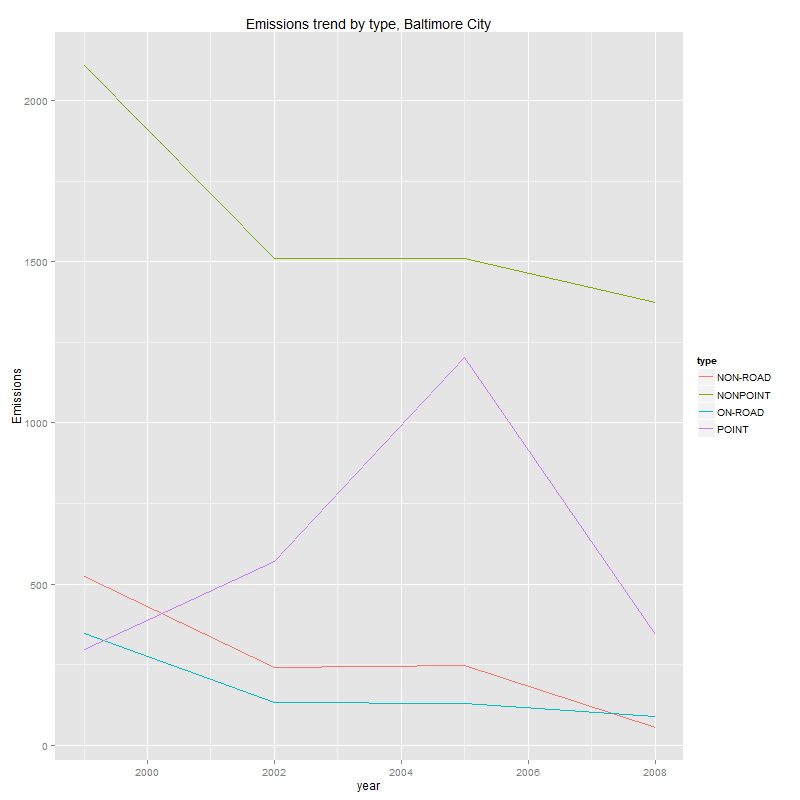 Emissions trend by type, Baltimore City
2000
1500
1000
500
0
Emissions
2000
2002
2004
2006
2008
year
type
NON-ROAD
NONPOINT
ON-ROAD
POINT